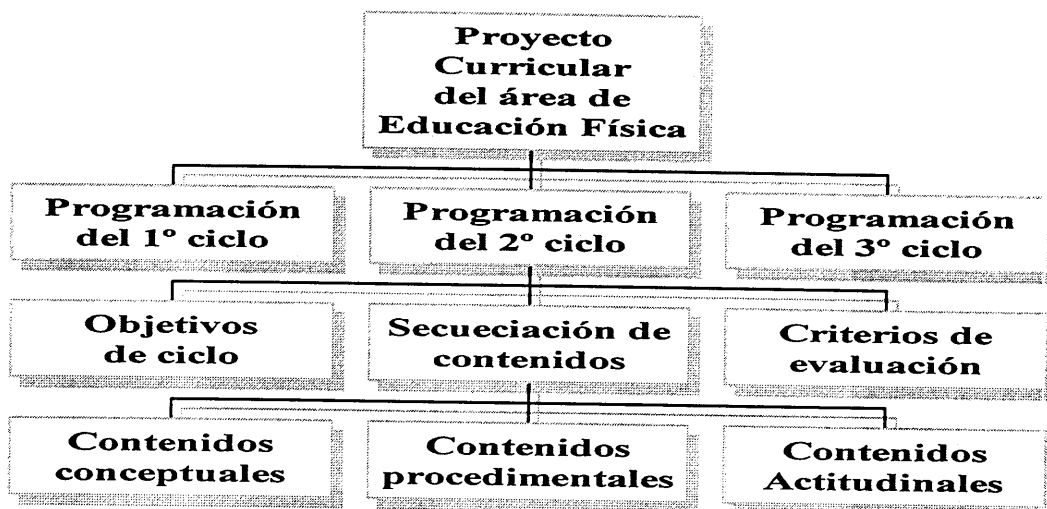 Proyecto
Curricular
del área de
Educación Física
Programación
del 1º ciclo
Programación
del 2º ciclo
Programación
del 3º ciclo
Objetivos
de ciclo
Secueciación de
contenidos
Criterios de
evaluación
Contenidos
conceptuales
Contenidos
procedimentales
Contenidos
Actitudinales